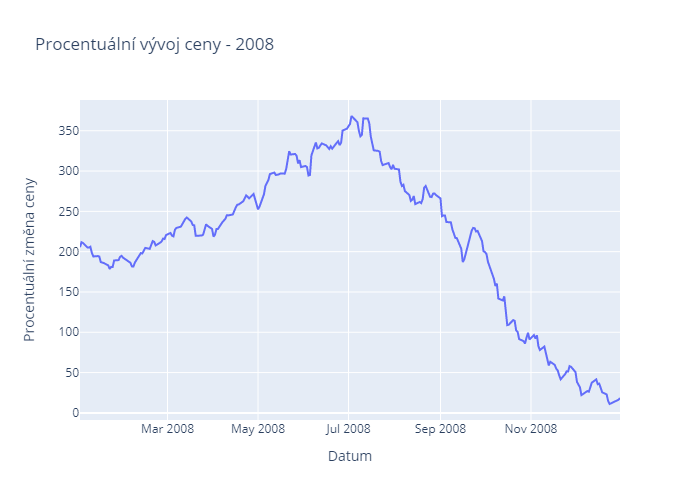 Procentuální vývoj ceny - 2008
Procentuální změna ceny
350
300
250
200
150
100
50
0
Mar 2008
May 2008
Jul 2008
Sep 2008
Nov 2008
Datum